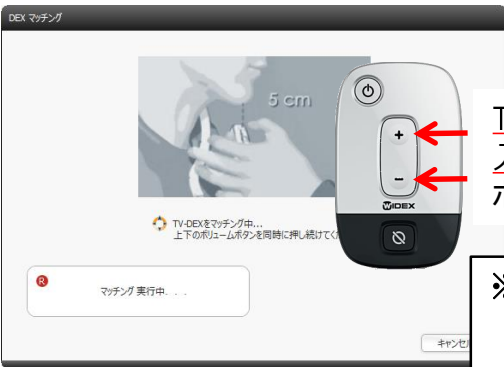 DEX マッチング
5 cm
+
−
WIDEX
TV-DEXをマッチング中...
上下のボリュームボタンを同時に押し続けてく
R
マッチング 実行中. . .
キャンセ
※